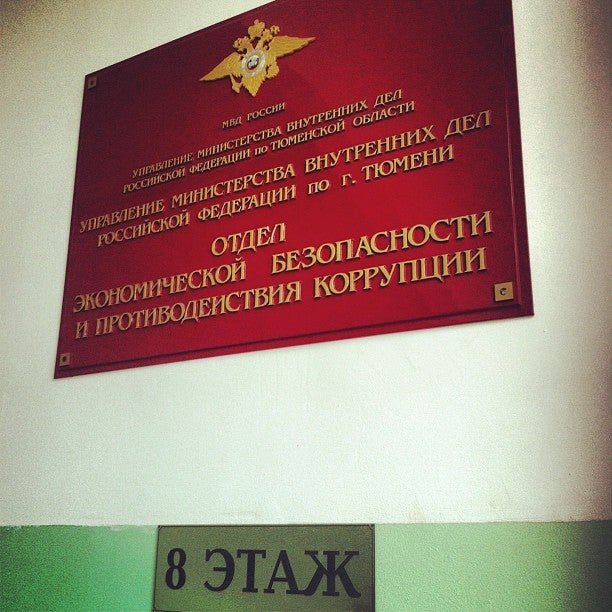 МВД РОССИИ
УПРАВЛЕНИЕ МИНИСТЕРСТВА ВНУТРЕННИХ ДЕЛ
РОССИЙСКОЙ ФЕДЕРАЦИИ ПО ТЮМЕНСКОЙ ОБЛАСТИ
УПРАВЛЕНИЕ МИНИСТЕРСТВА ВНУТРЕННИХ ДЕЛ
РОССИЙСКОЙ ФЕДЕРАЦИИ ПО Г. ТЮМЕНИ
ОТДЕЛ
ЭКОНОМИЧЕСКОЙ БЕЗОПАСНОСТИ
И ПРОТИВОДЕЙСТВИЯ КОРРУПЦИИ
8 ЭТАЖ